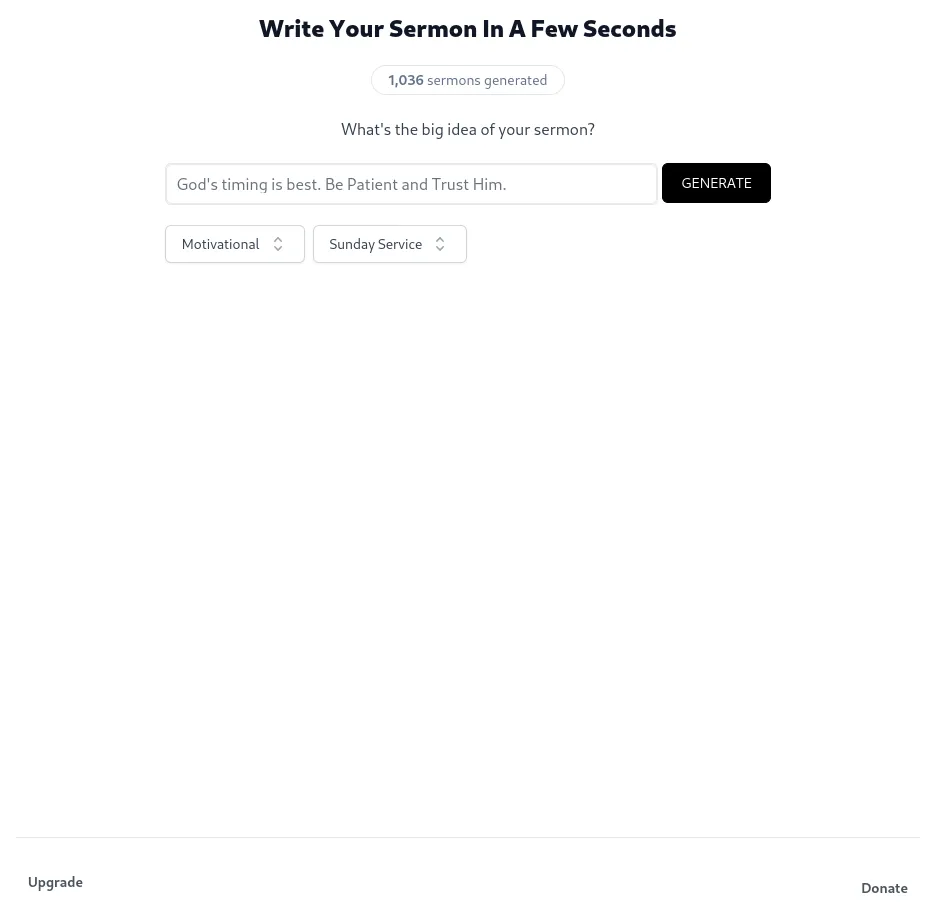 Write Your Sermon In A Few Seconds
1,036 sermons generated
What's the big idea of your sermon?
God's timing is best. Be Patient and Trust Him.
GENERATE
Motivational
Sunday Service
Upgrade
Donate